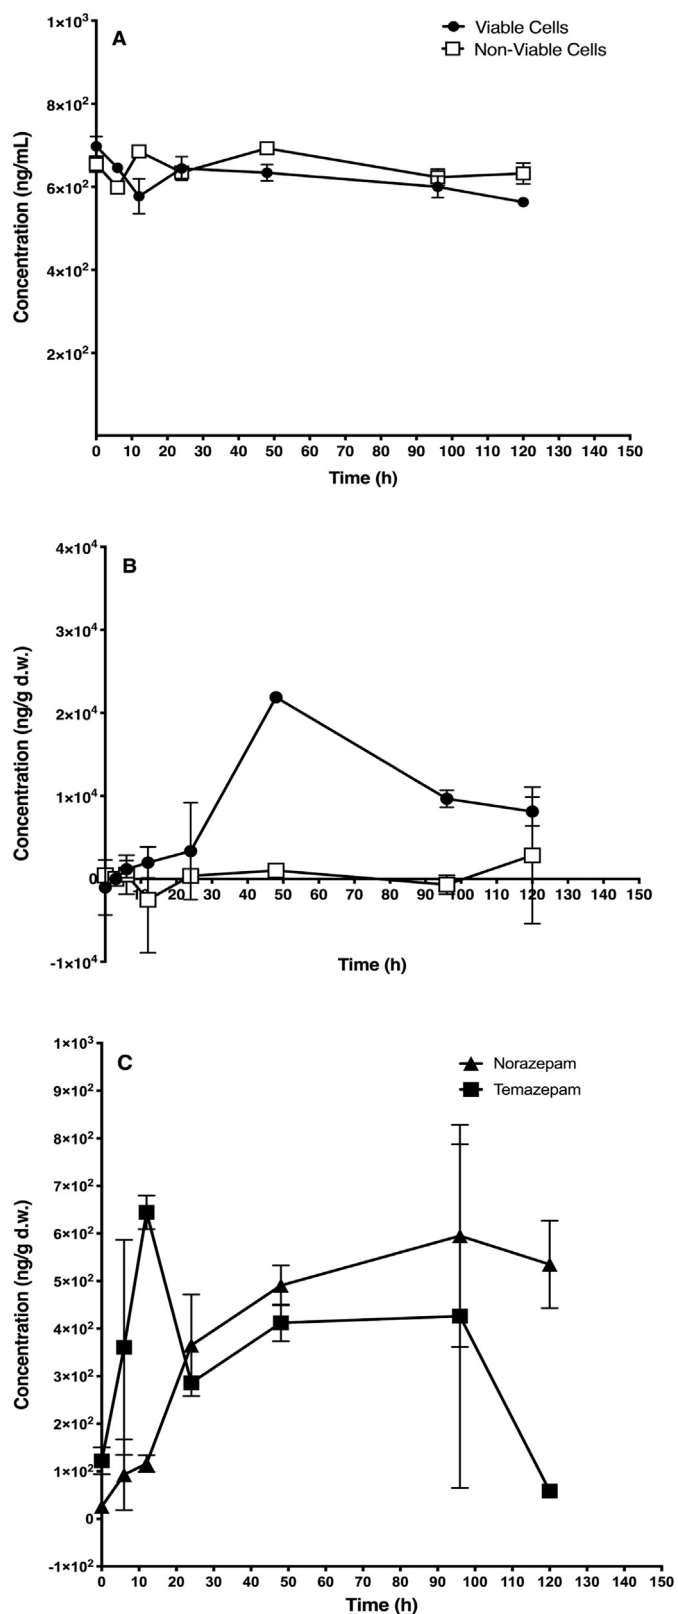 A
Viable Cells
Non-Viable Cells
Concentration (ng/mL)
1×10³
8×10²
6×10²
4×10²
2×10²
0 10 20 30 40 50 60 70 80 90 100 110 120 130 140 150
Time (h)
B
Concentration (ng/g d.w.)
4×10⁴
3×10⁴
2×10⁴
1×10⁴
0
20 30 40 50 60 70 80 90 100 110 120 130 140 150
-1×10⁴
Time (h)
C
Norazepam
Temazepam
Concentration (ng/g d.w.)
1×10³
9×10²
8×10²
7×10²
6×10²
5×10²
4×10²
3×10²
2×10²
1×10²
0
-1×10²
0 10 20 30 40 50 60 70 80 90 100 110 120 130 140 150
Time (h)